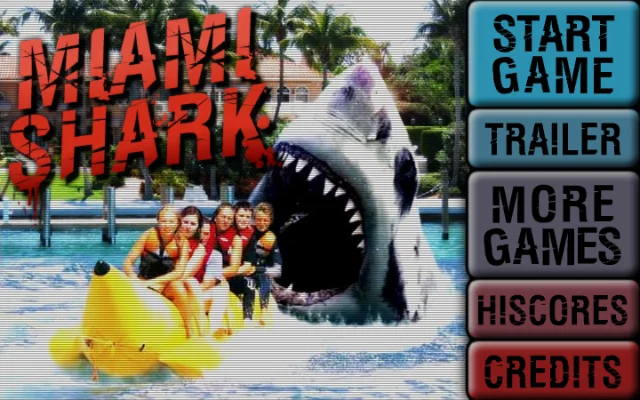 MIAMI
SHARK
START
GAME
TRAILER
MORE
GAMES
HISCORES
CREDITS